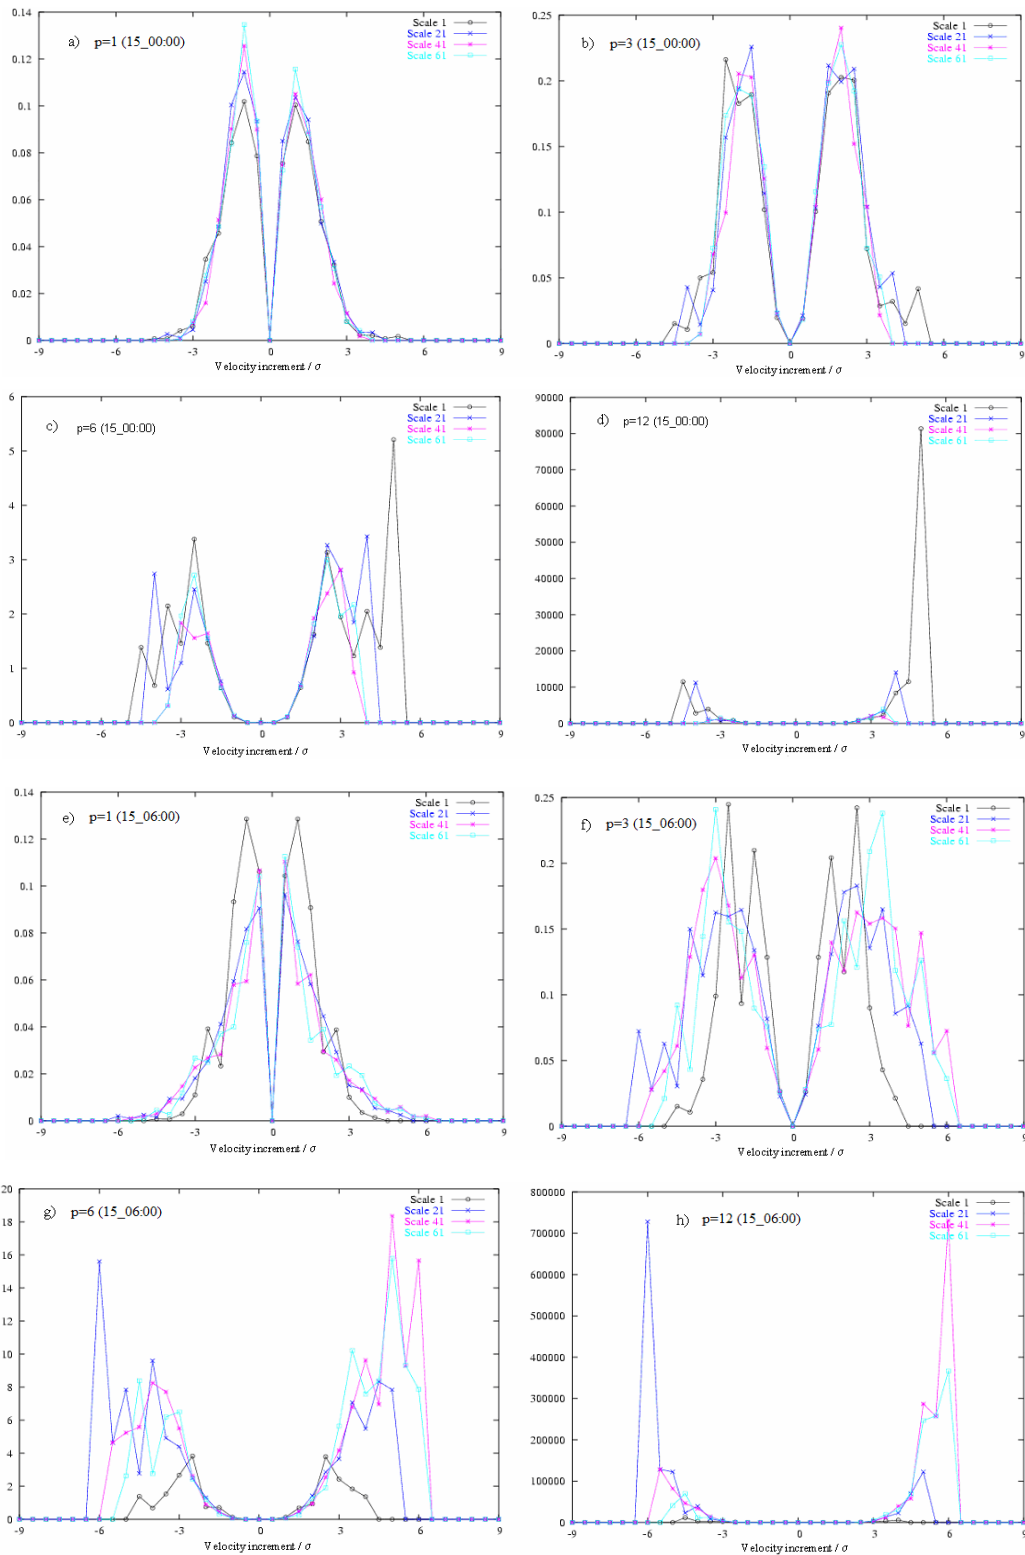 a) p=1 (15_00:00)
Scale 1
Scale 21
Scale 41
Scale 61
0.14
0.12
0.1
0.08
0.06
0.04
0.02
0
-9 -6 -3 0 3 6 9
Velocity increment / σ
b) p=3 (15_00:00)
Scale 1
Scale 21
Scale 41
Scale 61
0.25
0.2
0.15
0.1
0.05
0
-9 -6 -3 0 3 6 9
Velocity increment / σ
c) p=6 (15_00:00)
Scale 1
Scale 21
Scale 41
Scale 61
6
5
4
3
2
1
0
-9 -6 -3 0 3 6 9
Velocity increment / σ
d) p=12 (15_00:00)
Scale 1
Scale 21
Scale 41
Scale 61
90000
80000
70000
60000
50000
40000
30000
20000
10000
0
-9 -6 -3 0 3 6 9
Velocity increment / σ
e) p=1 (15_06:00)
Scale 1
Scale 21
Scale 41
Scale 61
0.14
0.12
0.1
0.08
0.06
0.04
0.02
0
-9 -6 -3 0 3 6 9
Velocity increment / σ
f) p=3 (15_06:00)
Scale 1
Scale 21
Scale 41
Scale 61
0.25
0.2
0.15
0.1
0.05
0
-9 -6 -3 0 3 6 9
Velocity increment / σ
g) p=6 (15_06:00)
Scale 1
Scale 21
Scale 41
Scale 61
20
18
16
14
12
10
8
6
4
2
0
-9 -6 -3 0 3 6 9
Velocity increment / σ
h) p=12 (15_06:00)
Scale 1
Scale 21
Scale 41
Scale 61
800000
700000
600000
500000
400000
300000
200000
100000
0
-9 -6 -3 0 3 6 9
Velocity increment / σ